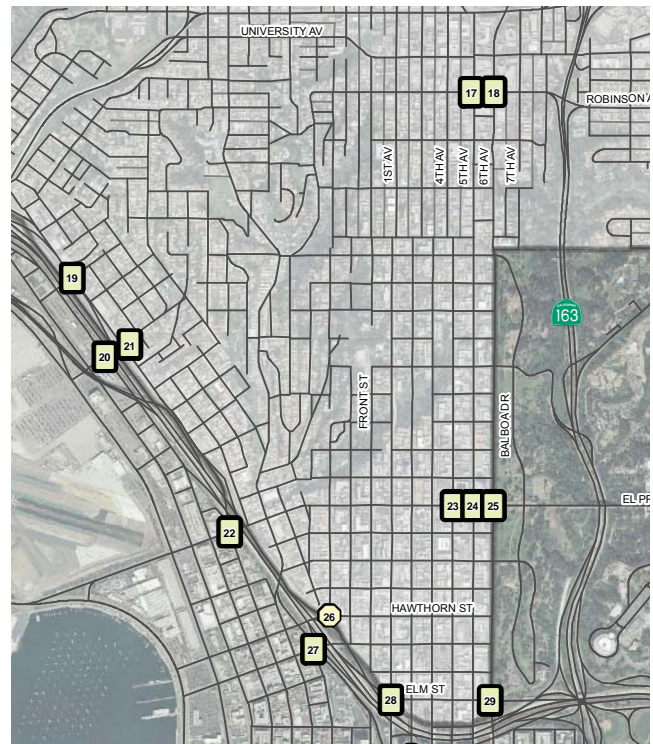 UNIVERSITY AV
17
18
ROBINSON A
1ST AV
4TH AV
5TH AV
6TH AV
7TH AV
19
CALIFORNIA
163
21
20
FRONT ST
BALBOA DR
23
24
25
EL PR
22
HAWTHORN ST
26
27
ELM ST
28
29